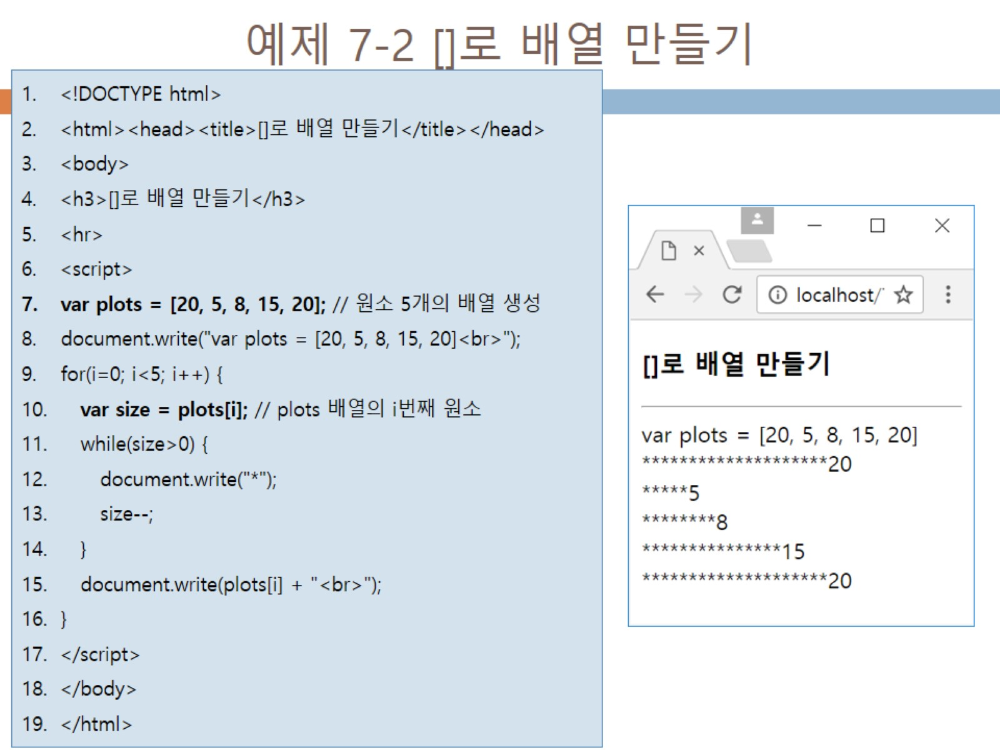 예제 7-2 []로 배열 만들기
1. <!DOCTYPE html>
2. <html><head><title>[]로 배열 만들기</title></head>
3. <body>
4. <h3>[]로 배열 만들기</h3>
5. <hr>
6. <script>
7. var plots = [20, 5, 8, 15, 20]; // 원소 5개의 배열 생성
8. document.write("var plots = [20, 5, 8, 15, 20]<br>");
9. for(i=0; i<5; i++) {
10. var size = plots[i]; // plots 배열의 i번째 원소
11. while(size>0) {
12. document.write("*");
13. size--;
14. }
15. document.write(plots[i] + "<br>");
16. }
17. </script>
18. </body>
19. </html>
localhost/
[]로 배열 만들기
var plots = [20, 5, 8, 15, 20]
********************20
*****5
********8
***************15
********************20